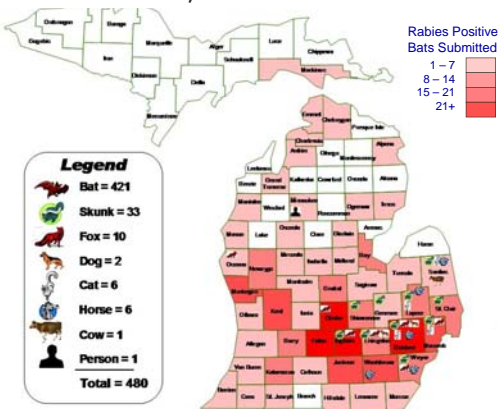 Rabies Positive
Bats Submitted
1 – 7
8 – 14
15 – 21
21+
Legend
Bat = 421
Skunk = 33
Fox = 10
Dog = 2
Cat = 6
Horse = 6
Cow = 1
Person = 1
Total = 480
Ontonagon
Baraga
Gogebic
Iron
Marquette
Alger
Luce
Chippewa
Schoolcraft
Mackinac
Dickinson
Delta
Menominee
Emmet
Cheboygan
Presque Isle
Charlevoix
Antrim
Otsego
Montmorency
Alpena
Leelanau
Benzie
Grand
Traverse
Kalkaska
Crawford
Oscoda
Alcona
Manistee
Wexford
Missaukee
Roscommon
Ogemaw
Iosco
Mason
Lake
Osceola
Clare
Gladwin
Arenac
Huron
Oceana
Newaygo
Mecosta
Isabella
Midland
Bay
Tuscola
Sanilac
Muskegon
Montcalm
Gratiot
Saginaw
Ottawa
Kent
Ionia
Clinton
Shiawassee
Genesee
Lapeer
St. Clair
Allegan
Barry
Eaton
Ingham
Livingston
Oakland
Macomb
Van Buren
Kalamazoo
Calhoun
Jackson
Washtenaw
Wayne
Berrien
Cass
St. Joseph
Branch
Hillsdale
Lenawee
Monroe